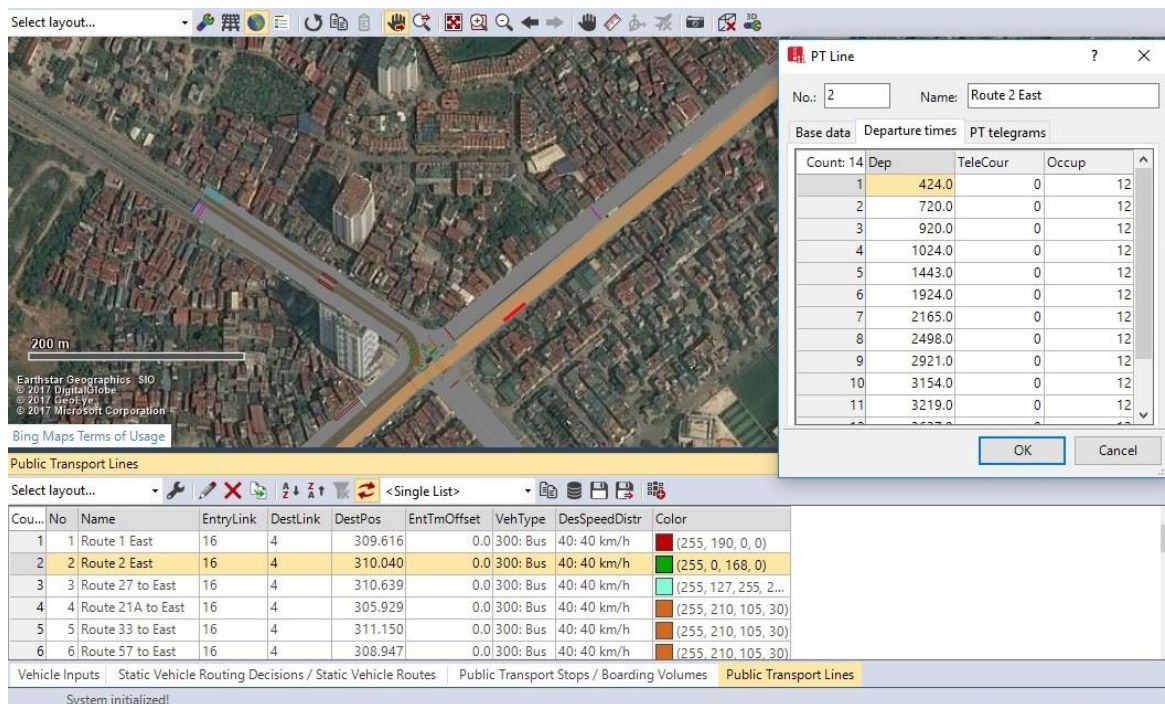 Select layout...
3D
PT Line ? X
No.: 2 Name: Route 2 East
Base data Departure times PT telegrams
Count: 14 Dep TeleCour Occup
1 424.0 0 12
2 720.0 0 12
3 920.0 0 12
4 1024.0 0 12
5 1443.0 0 12
6 1924.0 0 12
7 2165.0 0 12
8 2498.0 0 12
9 2921.0 0 12
10 3154.0 0 12
11 3219.0 0 12
OK Cancel
200 m
Earthstar Geographics SIO
© 2017 DigitalGlobe
© 2017 GeoEye
© 2017 Microsoft Corporation
Bing Maps Terms of Usage
Public Transport Lines
Select layout... <Single List>
Cou... No Name EntryLink DestLink DestPos EntTmOffset VehType DesSpeedDistr Color
1 1 Route 1 East 16 4 309.616 0.0 300: Bus 40: 40 km/h (255, 190, 0, 0)
2 2 Route 2 East 16 4 310.040 0.0 300: Bus 40: 40 km/h (255, 0, 168, 0)
3 3 Route 27 to East 16 4 310.639 0.0 300: Bus 40: 40 km/h (255, 127, 255, 2...
4 4 Route 21A to East 16 4 305.929 0.0 300: Bus 40: 40 km/h (255, 210, 105, 30)
5 5 Route 33 to East 16 4 311.150 0.0 300: Bus 40: 40 km/h (255, 210, 105, 30)
6 6 Route 57 to East 16 4 308.947 0.0 300: Bus 40: 40 km/h (255, 210, 105, 30)
Vehicle Inputs Static Vehicle Routing Decisions / Static Vehicle Routes Public Transport Stops / Boarding Volumes Public Transport Lines
System initialized!